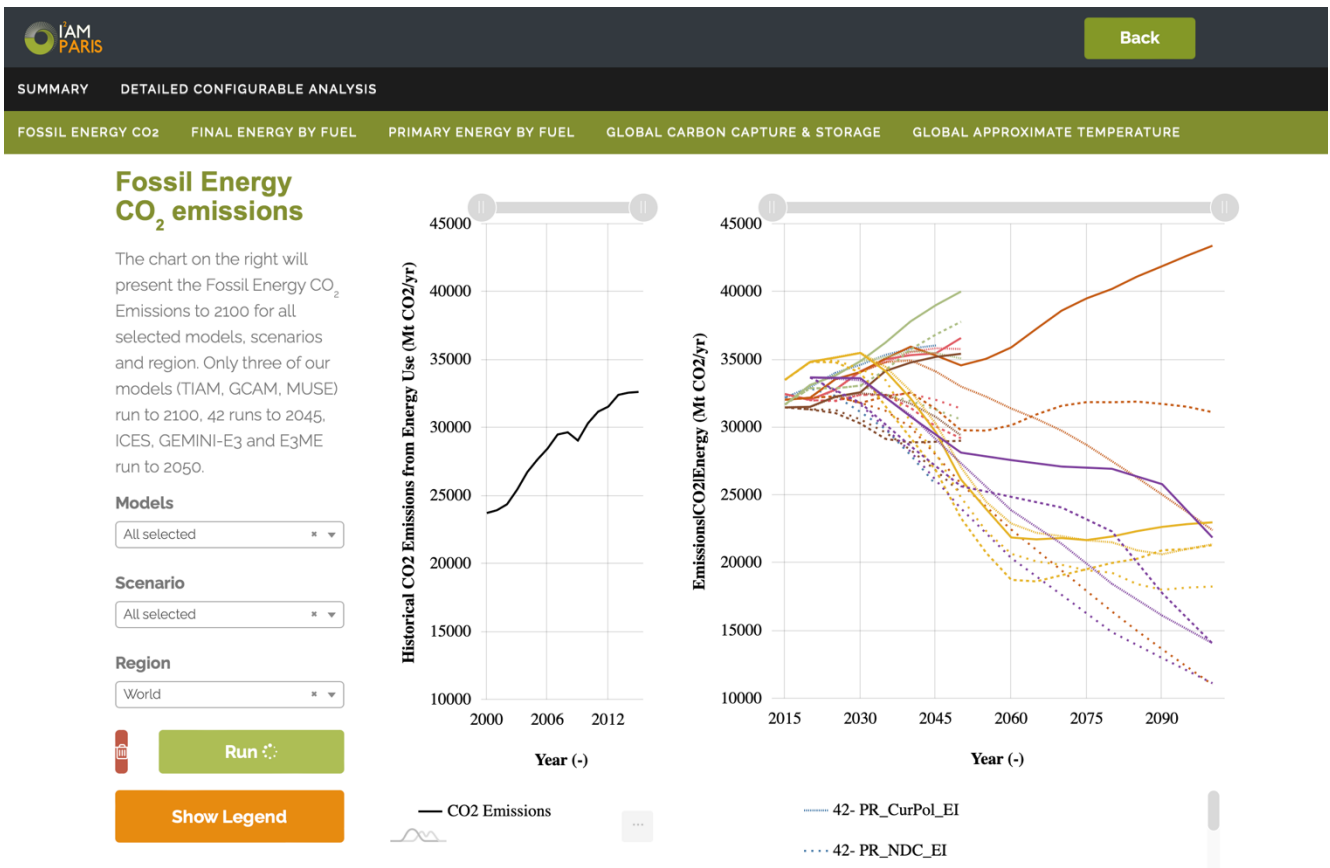 I²AM
PARIS
Back
SUMMARY DETAILED CONFIGURABLE ANALYSIS
FOSSIL ENERGY CO2 FINAL ENERGY BY FUEL PRIMARY ENERGY BY FUEL GLOBAL CARBON CAPTURE & STORAGE GLOBAL APPROXIMATE TEMPERATURE
Fossil Energy
CO₂ emissions
The chart on the right will
present the Fossil Energy CO₂
Emissions to 2100 for all
selected models, scenarios
and region. Only three of our
models (TIAM, GCAM, MUSE)
run to 2100, 42 runs to 2045,
ICES, GEMINI-E3 and E3ME
run to 2050.
Models
All selected
Scenario
All selected
Region
World
Run
Show Legend
Historical CO2 Emissions from Energy Use (Mt CO2/yr)
45000
40000
35000
30000
25000
20000
15000
10000
2000 2006 2012
Year (-)
CO2 Emissions
Emissions|CO2|Energy (Mt CO2/yr)
45000
40000
35000
30000
25000
20000
15000
10000
2015 2030 2045 2060 2075 2090
Year (-)
42- PR_CurPol_EI
42- PR_NDC_EI